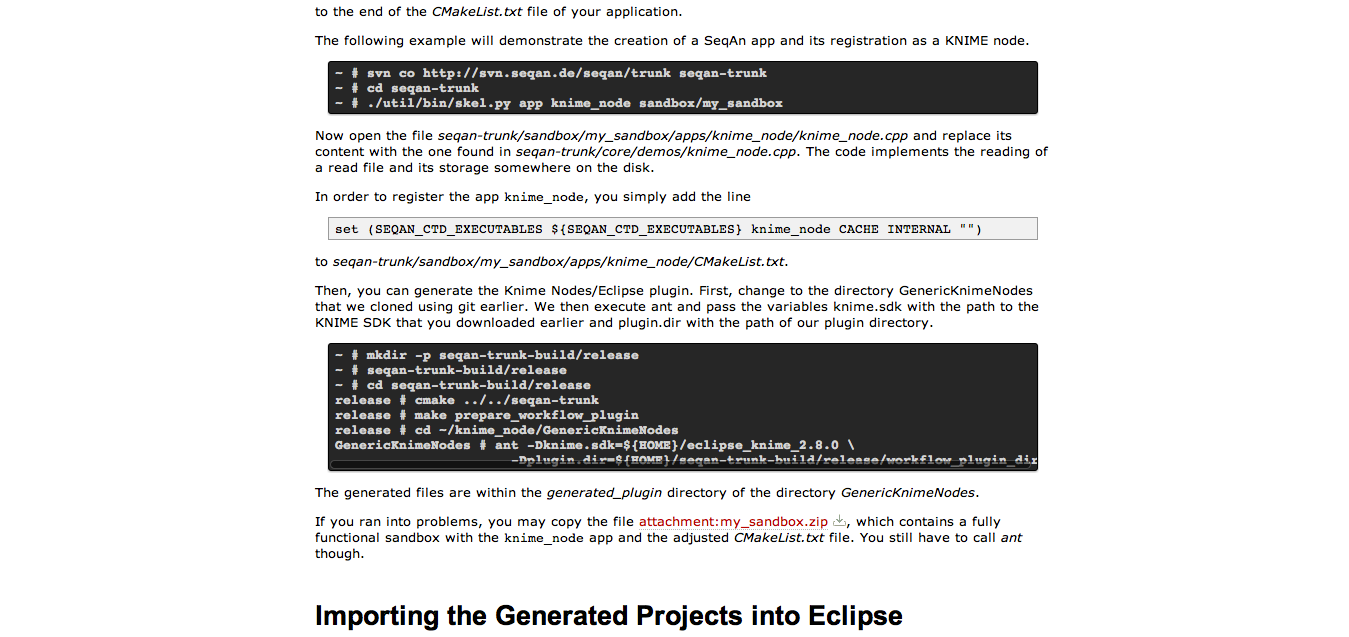 to the end of the CMakeList.txt file of your application.
The following example will demonstrate the creation of a SeqAn app and its registration as a KNIME node.
~ # svn co http://svn.seqan.de/seqan/trunk seqan-trunk
~ # cd seqan-trunk
~ # ./util/bin/skel.py app knime_node sandbox/my_sandbox
Now open the file seqan-trunk/sandbox/my_sandbox/apps/knime_node/knime_node.cpp and replace its
content with the one found in seqan-trunk/core/demos/knime_node.cpp. The code implements the reading of
a read file and its storage somewhere on the disk.
In order to register the app knime_node, you simply add the line
set (SEQAN_CTD_EXECUTABLES ${SEQAN_CTD_EXECUTABLES} knime_node CACHE INTERNAL "")
to seqan-trunk/sandbox/my_sandbox/apps/knime_node/CMakeList.txt.
Then, you can generate the Knime Nodes/Eclipse plugin. First, change to the directory GenericKnimeNodes
that we cloned using git earlier. We then execute ant and pass the variables knime.sdk with the path to the
KNIME SDK that you downloaded earlier and plugin.dir with the path of our plugin directory.
~ # mkdir -p seqan-trunk-build/release
~ # seqan-trunk-build/release
~ # cd seqan-trunk-build/release
release # cmake ../../seqan-trunk
release # make prepare_workflow_plugin
release # cd ~/knime_node/GenericKnimeNodes
GenericKnimeNodes # ant -Dknime.sdk=${HOME}/eclipse_knime_2.8.0 \
-Dplugin.dir=${HOME}/seqan-trunk-build/release/workflow_plugin_dir
The generated files are within the generated_plugin directory of the directory GenericKnimeNodes.
If you ran into problems, you may copy the file attachment:my_sandbox.zip, which contains a fully
functional sandbox with the knime_node app and the adjusted CMakeList.txt file. You still have to call ant
though.
Importing the Generated Projects into Eclipse